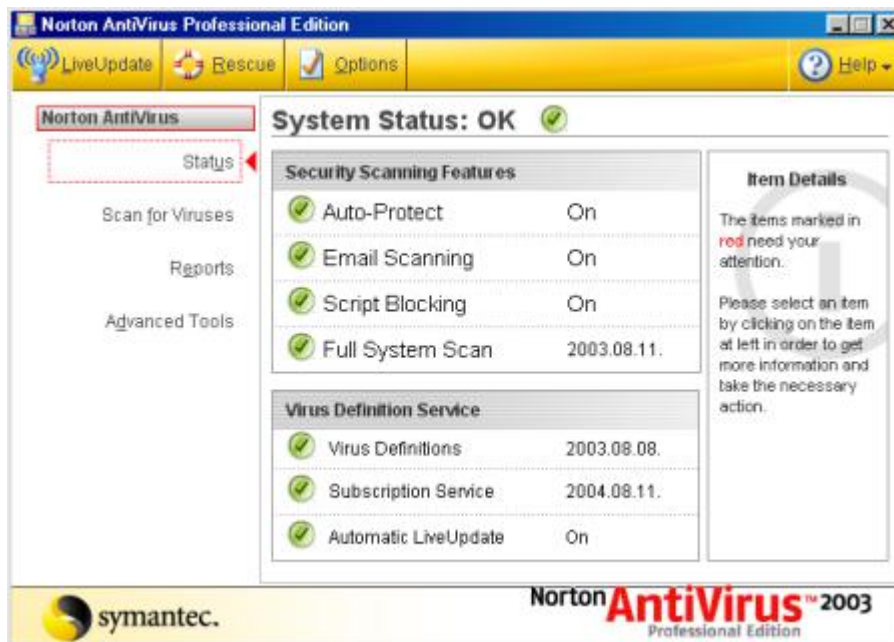 Norton AntiVirus Professional Edition
LiveUpdate Rescue Options Help
Norton AntiVirus
Status
Scan for Viruses
Reports
Advanced Tools
System Status: OK
Security Scanning Features
Auto-Protect On
Email Scanning On
Script Blocking On
Full System Scan 2003.08.11.
Virus Definition Service
Virus Definitions 2003.08.08.
Subscription Service 2004.08.11.
Automatic LiveUpdate On
Item Details
The items marked in
red need your
attention.
Please select an item
by clicking on the item
at left in order to get
more information and
take the necessary
action.
symantec.
Norton AntiVirus™ 2003
Professional Edition